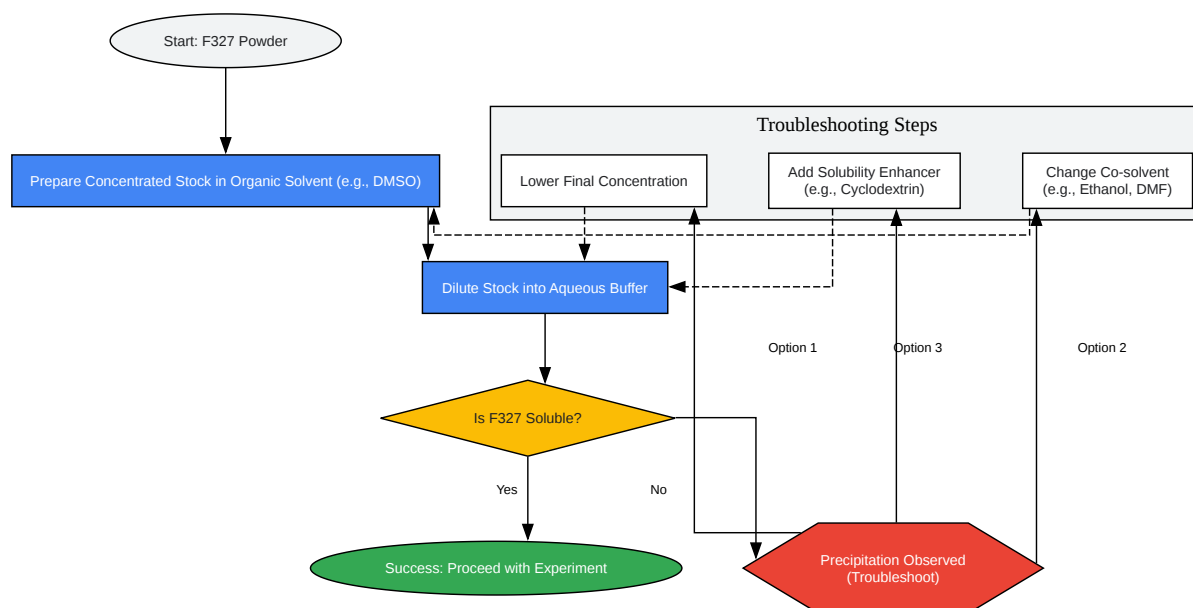 Start: F327 Powder
Troubleshooting Steps
Prepare Concentrated Stock in Organic Solvent (e.g., DMSO)
Lower Final Concentration
Add Solubility Enhancer
(e.g., Cyclodextrin)
Change Co-solvent
(e.g., Ethanol, DMF)
Dilute Stock into Aqueous Buffer
Option 1
Option 3
Option 2
Is F327 Soluble?
Yes
No
Success: Proceed with Experiment
Precipitation Observed
(Troubleshoot)